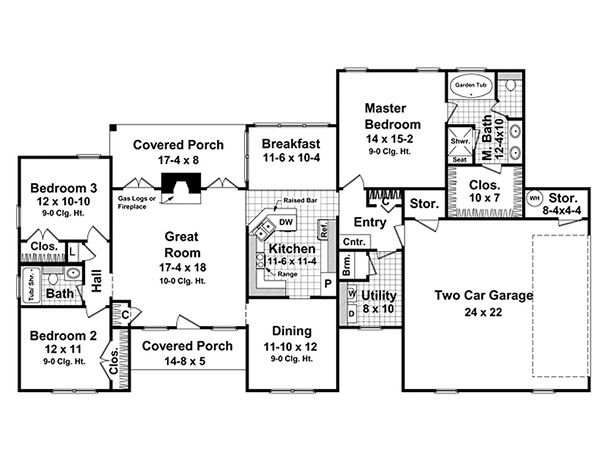 Garden Tub
Master
Bedroom
14 x 15-2
9-0 Clg. Ht.
Shwr.
Seat
M. Bath
12-4x10
Covered Porch
17-4 x 8
Breakfast
11-6 x 10-4
Bedroom 3
12 x 10-10
9-0 Clg. Ht.
Gas Logs or
Fireplace
Raised Bar
DW
Ref.
C
Clos.
10 x 7
WH
Stor.
8-4x4-4
Stor.
Entry
Cntr.
Great
Room
17-4 x 18
10-0 Clg. Ht.
Kitchen
11-6 x 11-4
Range
P
Brm.
Clos.
L
Hall
Tub/ Shr.
Bath
W
D
Utility
8 x 10
Two Car Garage
24 x 22
C
Bedroom 2
12 x 11
9-0 Clg. Ht.
Clos.
Covered Porch
14-8 x 5
Dining
11-10 x 12
9-0 Clg. Ht.